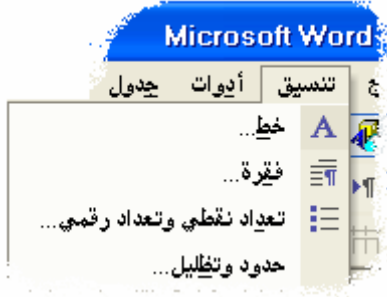 Microsoft Word
تنسيق أدوات جدول
خط...
فقرة...
تعداد نقطي وتعداد رقمي...
حدود وتظليل...